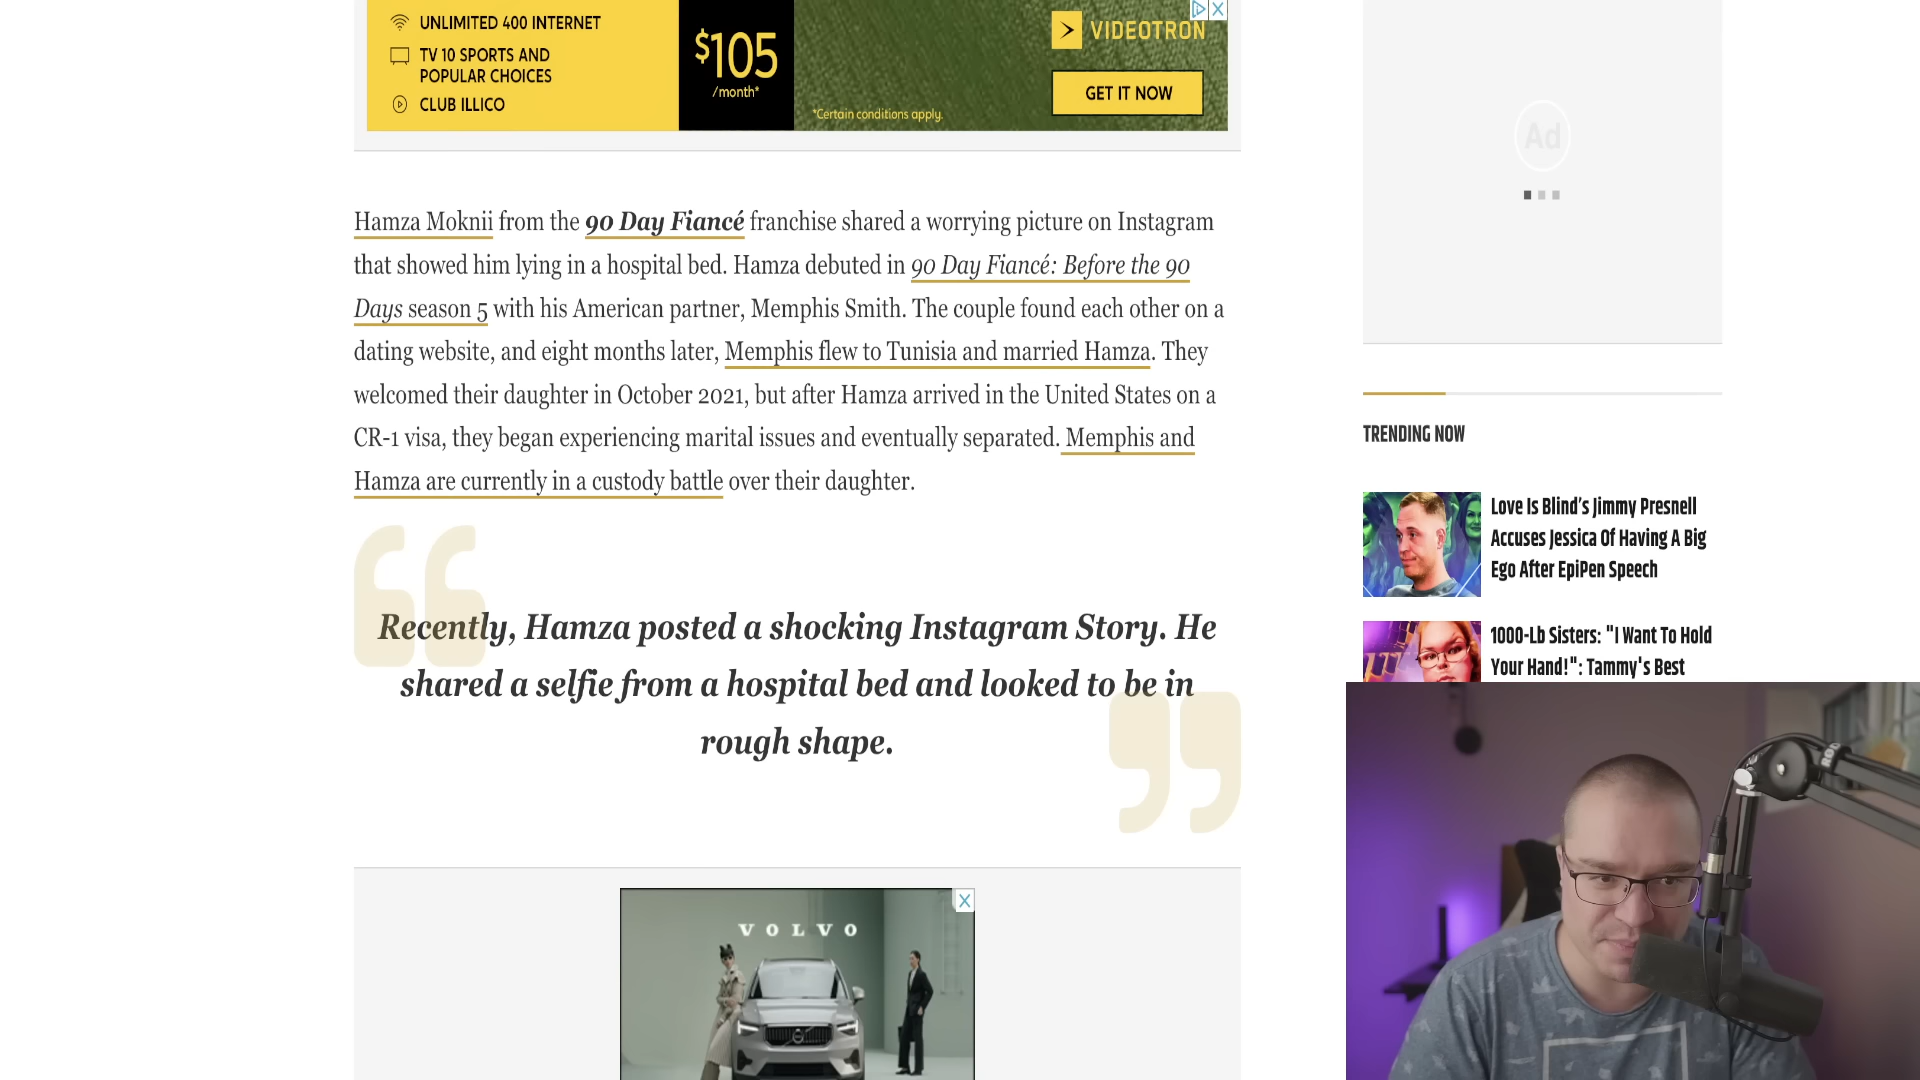 UNLIMITED 400 INTERNET
TV 10 SPORTS AND
POPULAR CHOICES
CLUB ILLICO
$105
/month*
*Certain conditions apply.
VIDEOTRON
GET IT NOW
Hamza Moknii from the 90 Day Fiancé franchise shared a worrying picture on Instagram
that showed him lying in a hospital bed. Hamza debuted in 90 Day Fiancé: Before the 90
Days season 5 with his American partner, Memphis Smith. The couple found each other on a
dating website, and eight months later, Memphis flew to Tunisia and married Hamza. They
welcomed their daughter in October 2021, but after Hamza arrived in the United States on a
CR-1 visa, they began experiencing marital issues and eventually separated. Memphis and
Hamza are currently in a custody battle over their daughter.
Recently, Hamza posted a shocking Instagram Story. He
shared a selfie from a hospital bed and looked to be in
rough shape.
VOLVO
Ad
TRENDING NOW
Love Is Blind’s Jimmy Presnell
Accuses Jessica Of Having A Big
Ego After EpiPen Speech
1000-Lb Sisters: "I Want To Hold
Your Hand!": Tammy's Best